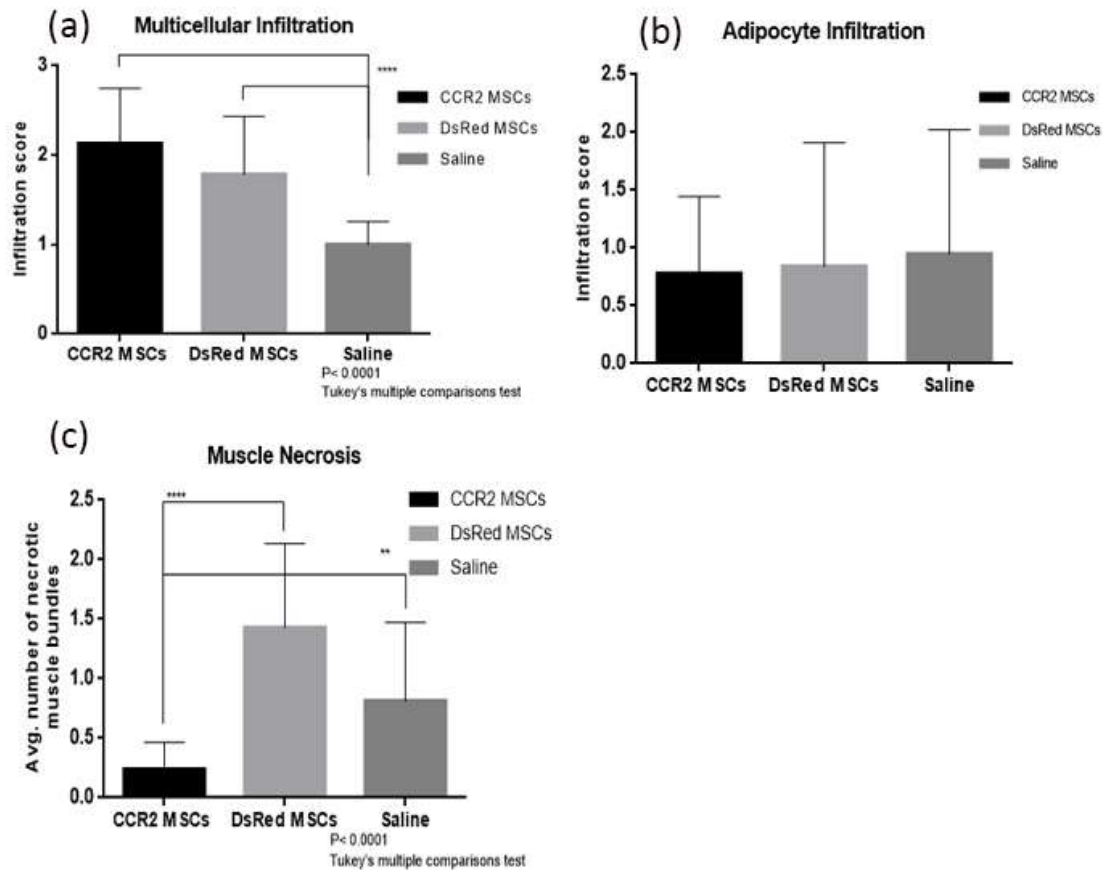 (a)
Multicellular Infiltration
Infiltration score
3
2
1
0
****
CCR2 MSCs
DsRed MSCs
Saline
CCR2 MSCs DsRed MSCs Saline
P< 0.0001
Tukey's multiple comparisons test
(b)
Adipocyte Infiltration
Infiltration score
2.5
2.0
1.5
1.0
0.5
0.0
CCR2 MSCs
DsRed MSCs
Saline
CCR2 MSCs DsRed MSCs Saline
(c)
Muscle Necrosis
Avg. number of necrotic
muscle bundles
2.5
2.0
1.5
1.0
0.5
0.0
****
**
CCR2 MSCs
DsRed MSCs
Saline
CCR2 MSCs DsRed MSCs Saline
P< 0.0001
Tukey's multiple comparisons test